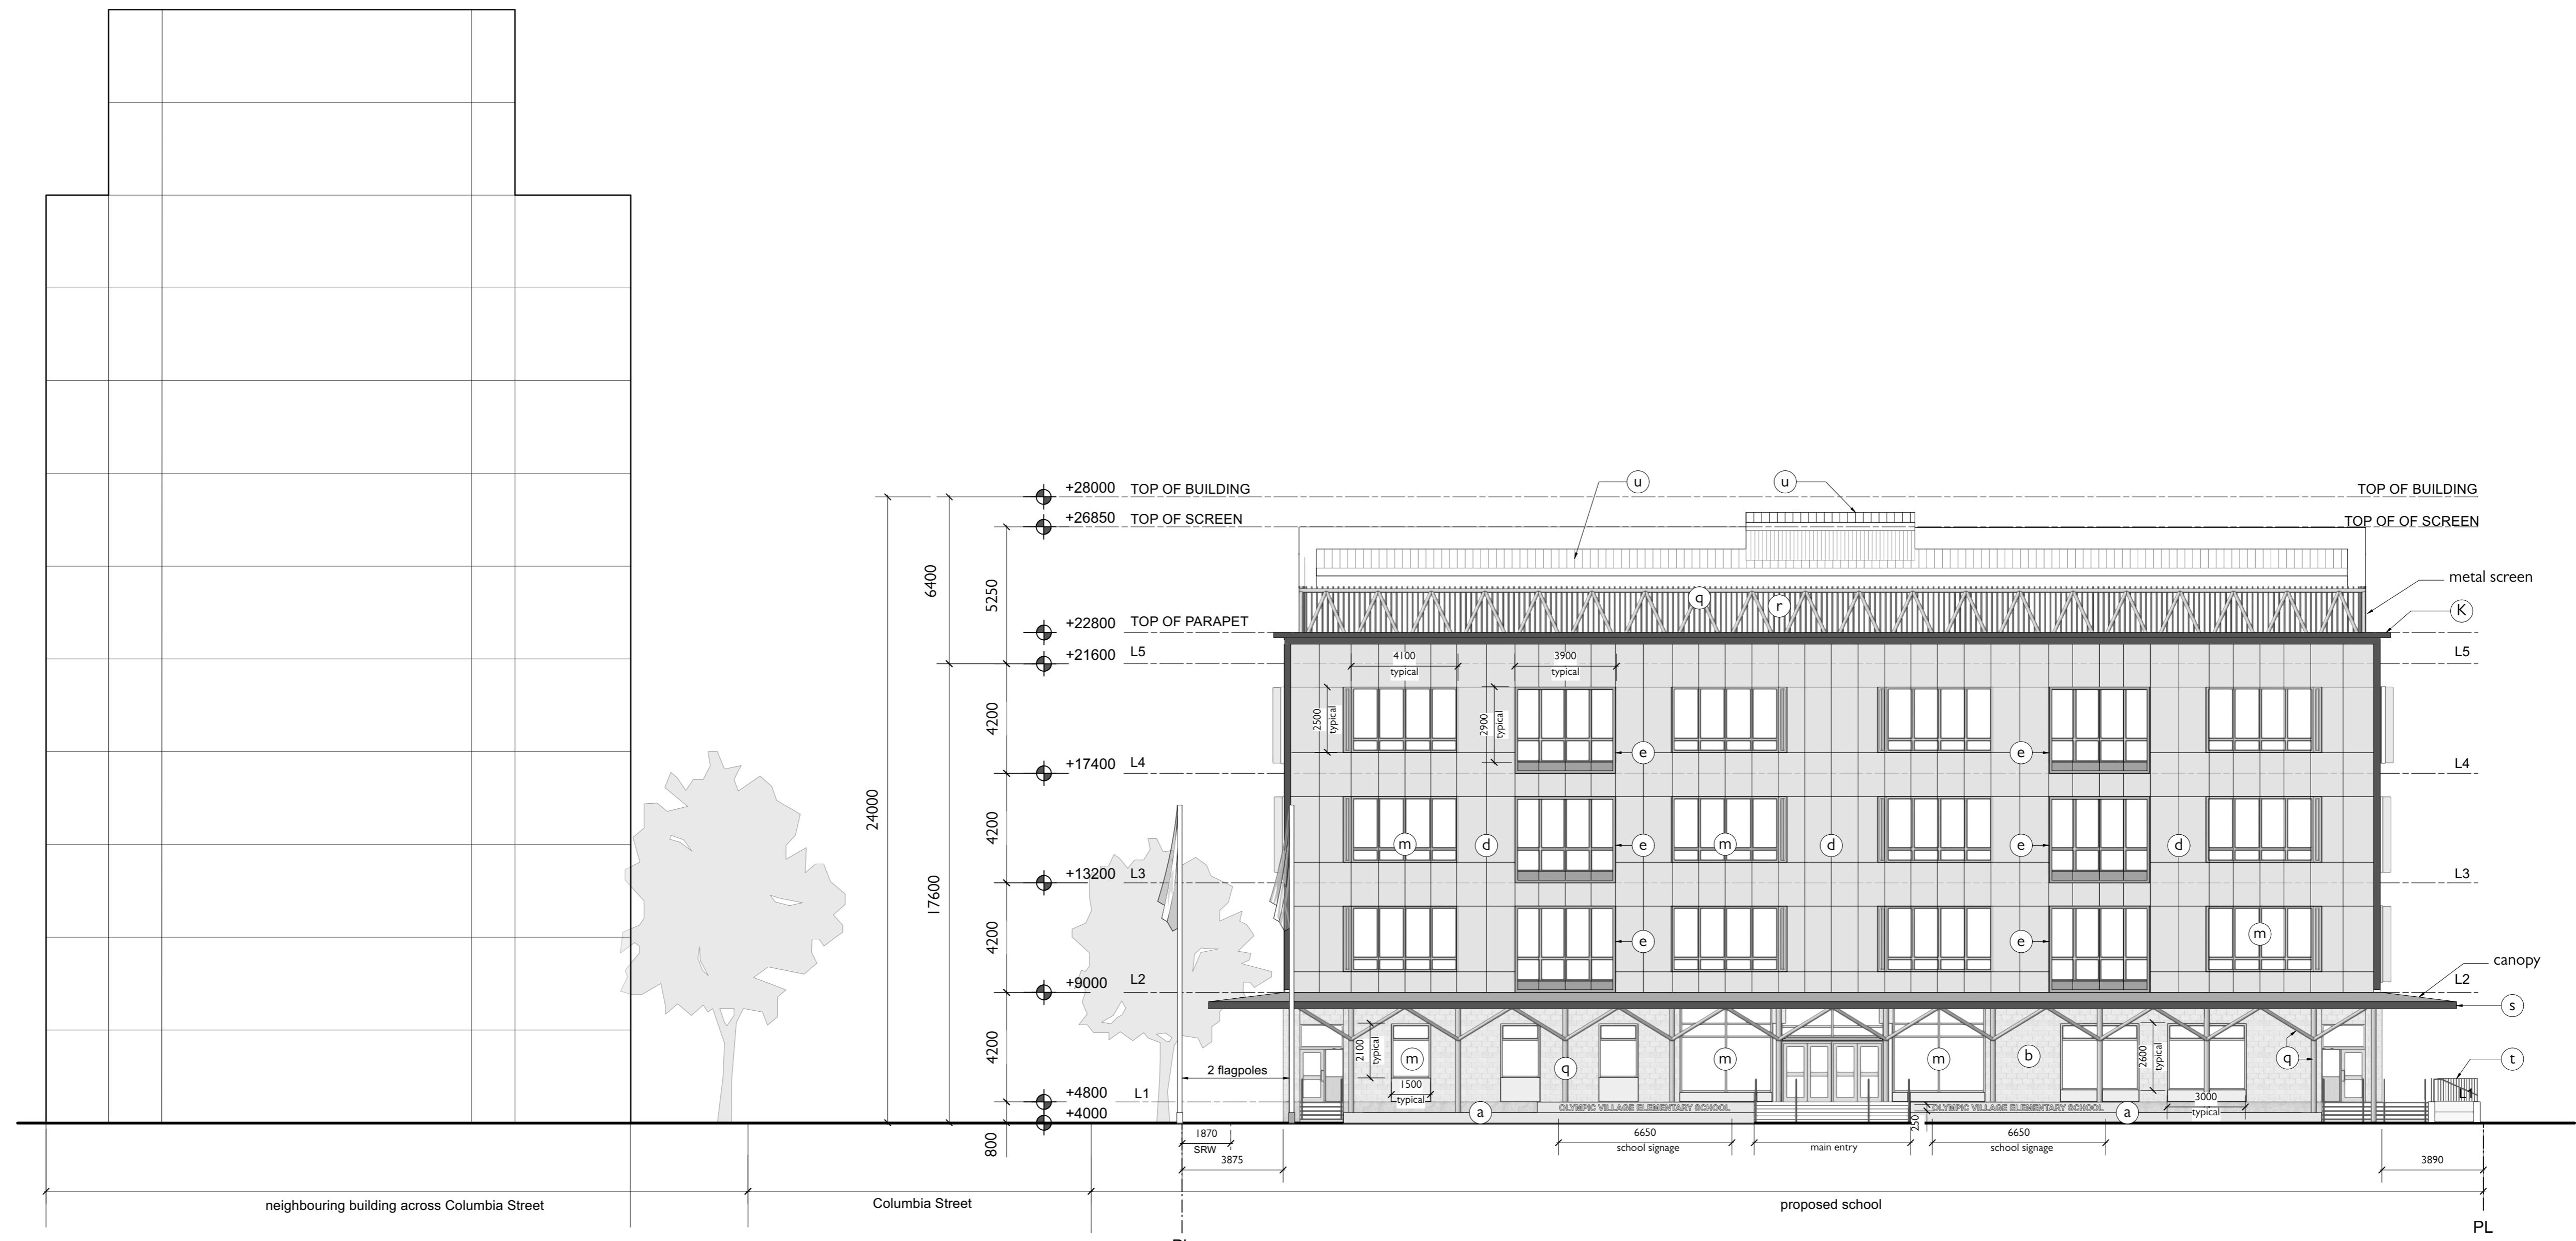 u
u
+28000 TOP OF BUILDING
TOP OF BUILDING
+26850 TOP OF SCREEN
TOP OF OF SCREEN
6400
5250
metal screen
q
r
K
+22800 TOP OF PARAPET
+21600 L5
L5
4100
typical
3900
typical
2500
typical
2900
typical
4200
e
e
+17400 L4
L4
24000
4200
m
d
e
m
d
e
d
+13200 L3
L3
17600
4200
e
e
m
canopy
+9000 L2
L2
s
4200
2100
typical
m
q
m
m
b
2600
typical
q
t
2 flagpoles
1500
typical
3000
typical
+4800 L1
L1
+4000
a
OLYMPIC VILLAGE ELEMENTARY SCHOOL
OLYMPIC VILLAGE ELEMENTARY SCHOOL
a
250
800
1870
SRW
3875
6650
school signage
main entry
6650
school signage
3890
neighbouring building across Columbia Street
Columbia Street
proposed school
PL